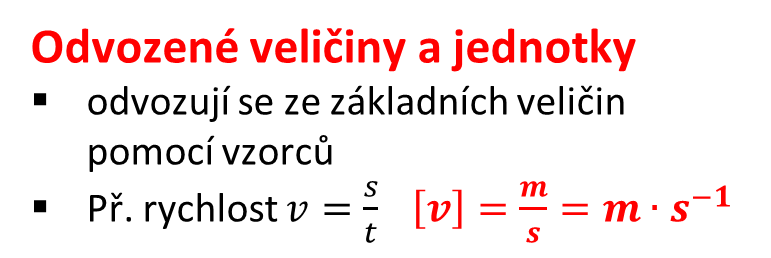 Odvozené veličiny a jednotky
▪ odvozují se ze základních veličin
pomocí vzorců
▪ Př. rychlost v = s/t [v] = m/s = m · s⁻¹